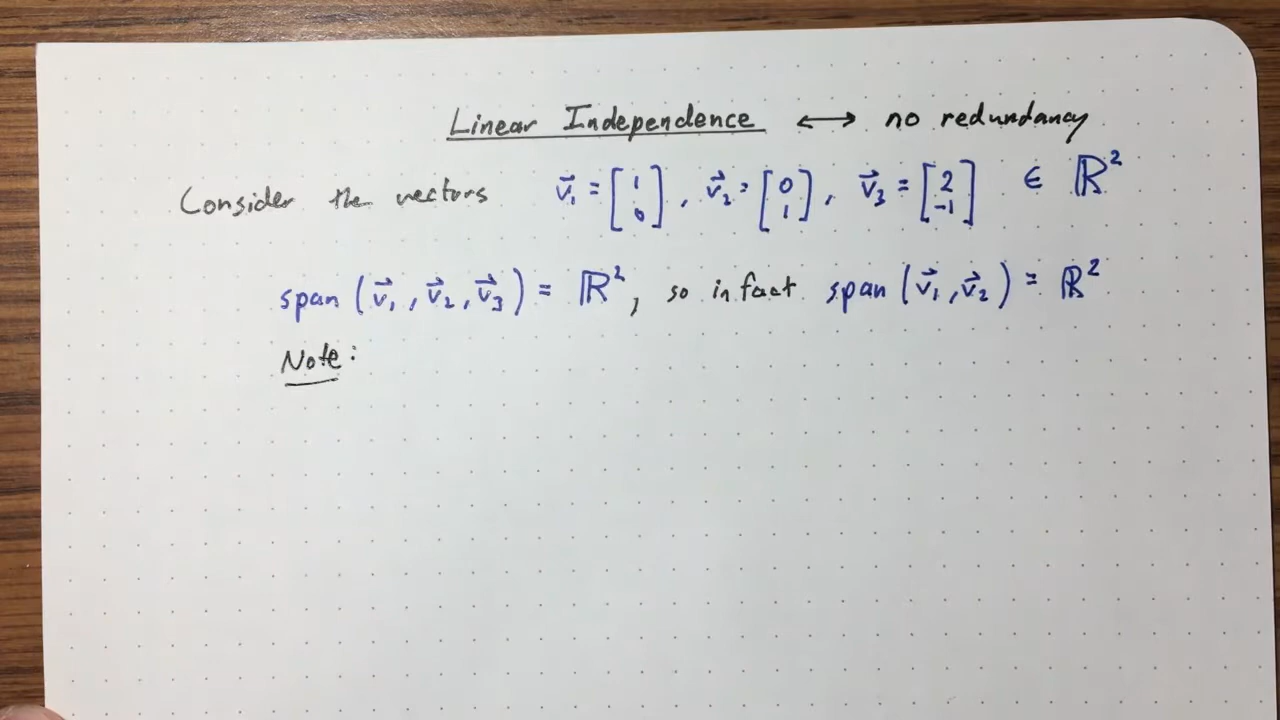 Linear Independence ⟷ no redundancy
Consider the vectors v⃗₁ = [1 0], v⃗₂ = [0 1], v⃗₃ = [2 -1] ∈ ℝ²
span (v⃗₁, v⃗₂, v⃗₃) = ℝ², so in fact span (v⃗₁, v⃗₂) = ℝ²
Note: